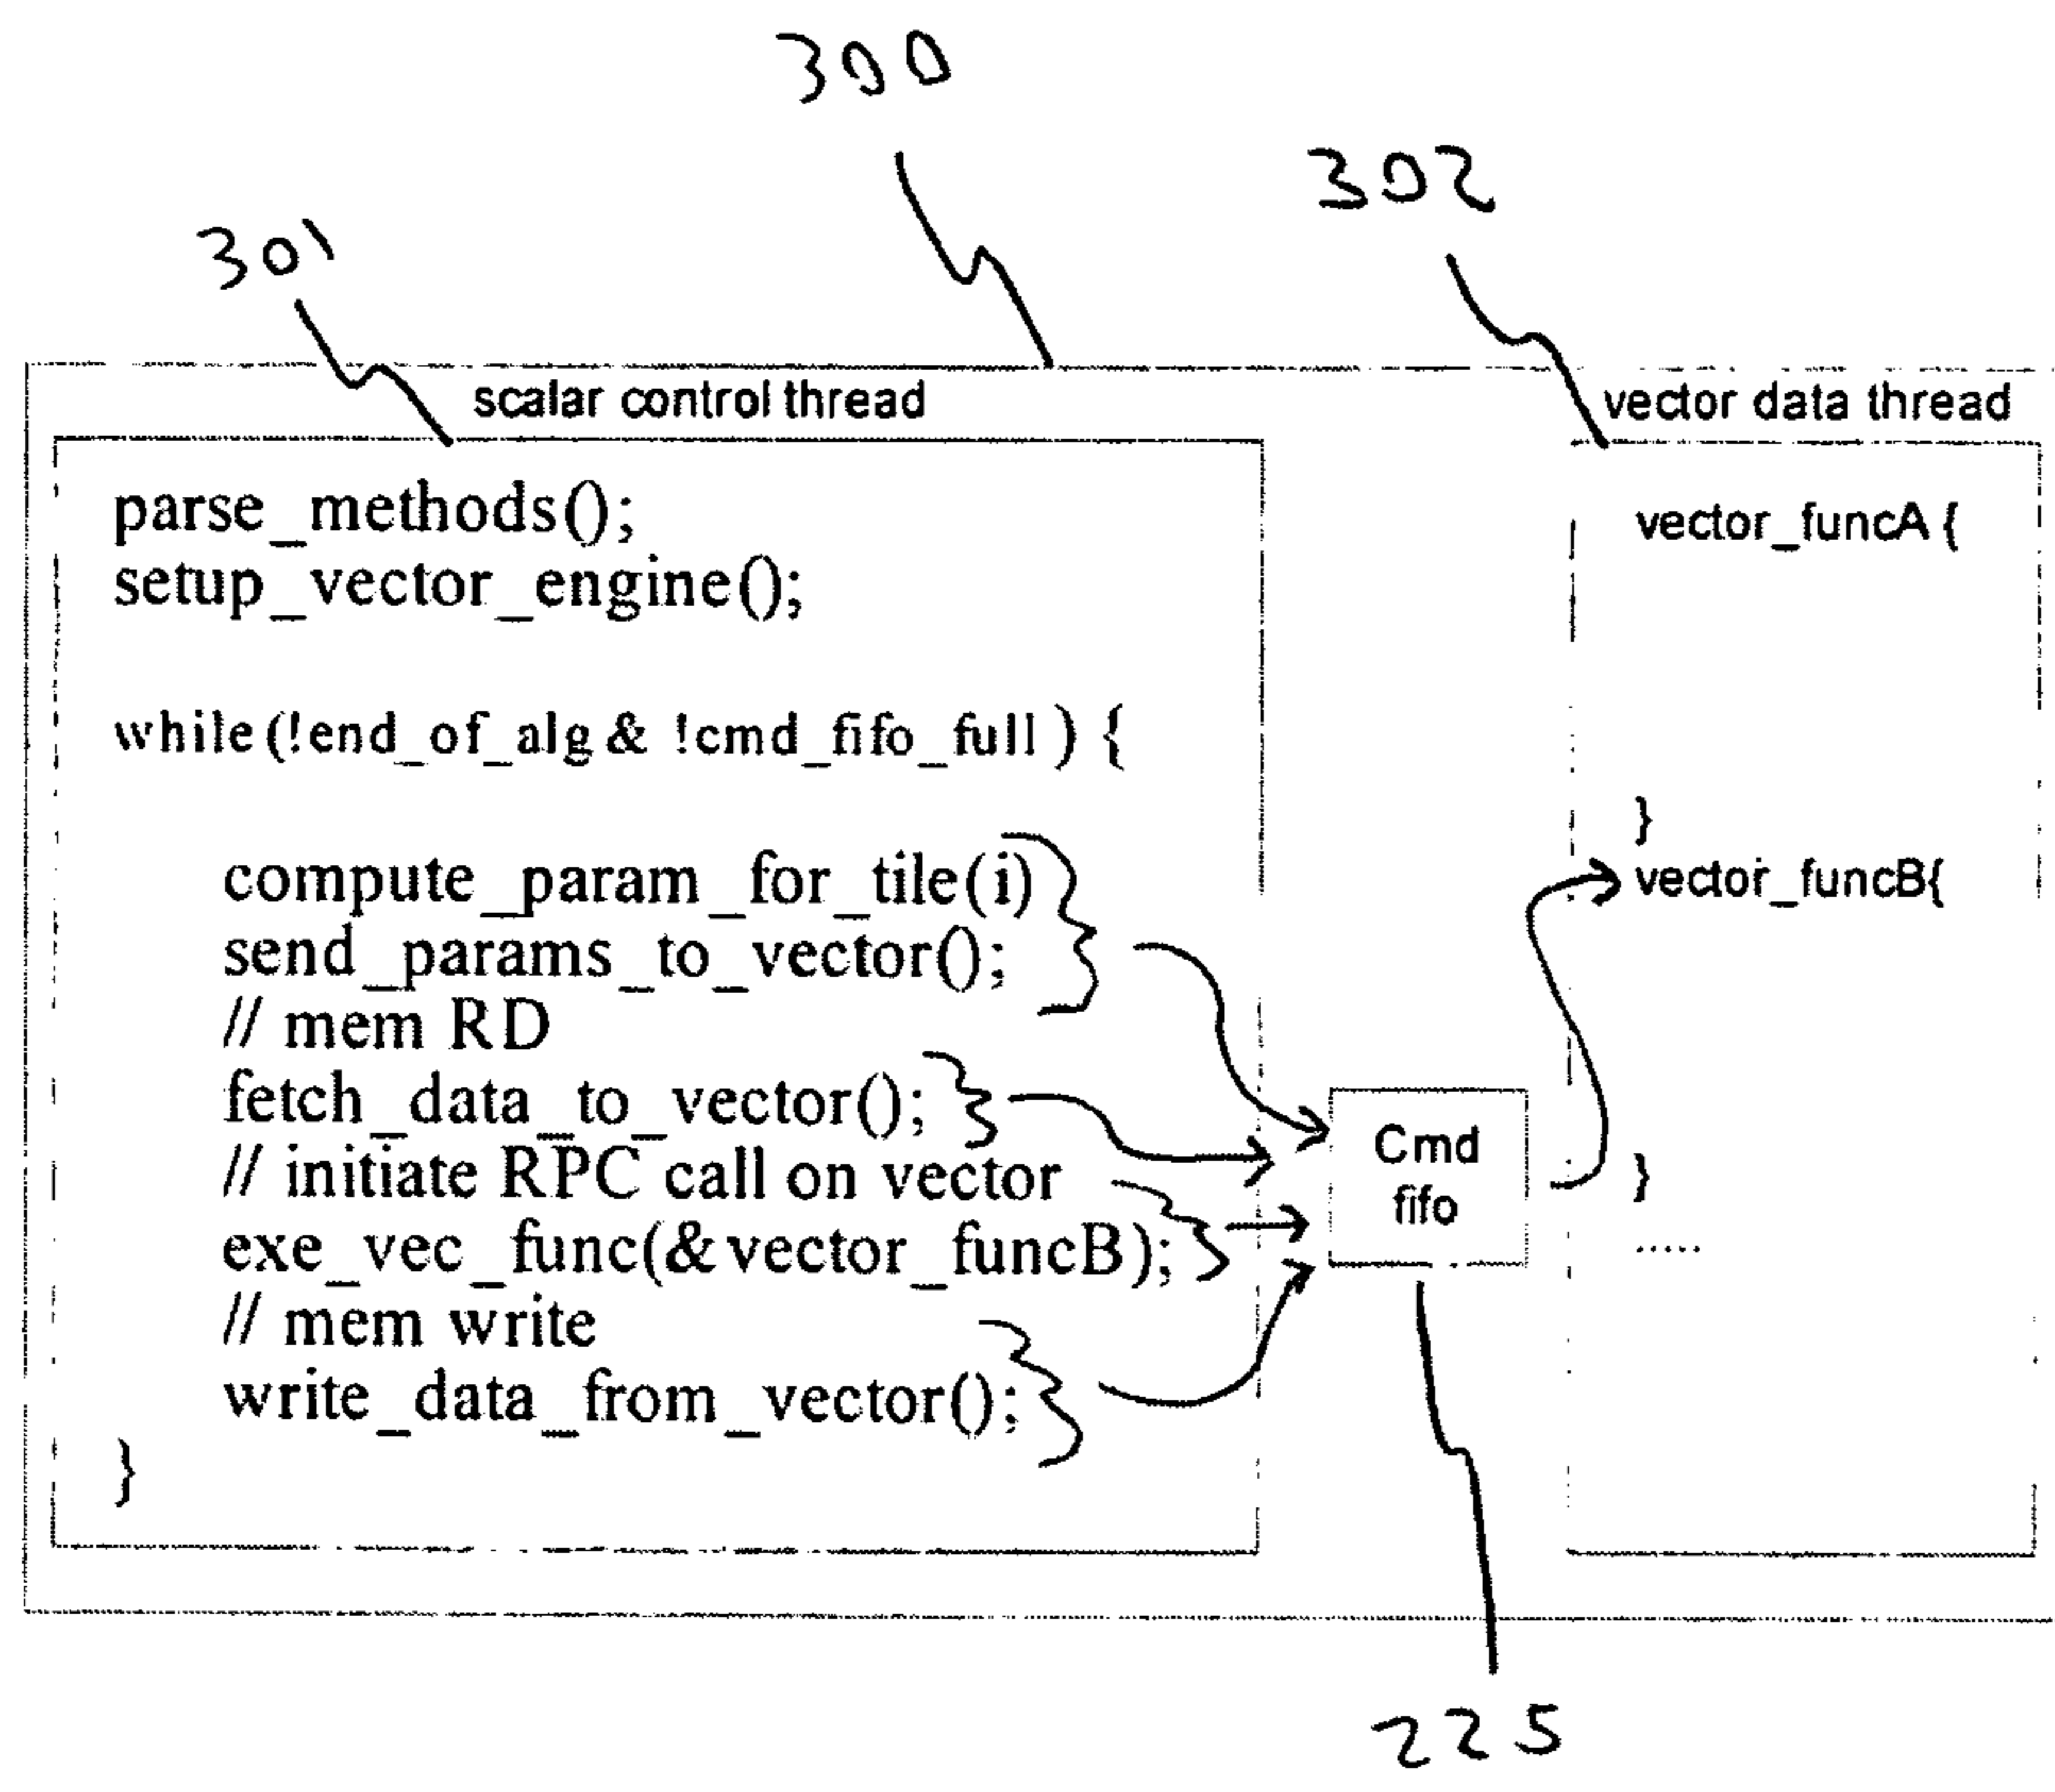 300
302
301
scalar control thread
vector data thread
parse_methods();
setup_vector_engine();
while(!end_of_alg & !cmd_fifo_full) {
compute_param_for_tile(i)
send_params_to_vector();
// mem RD
fetch_data_to_vector();
// initiate RPC call on vector
exe_vec_func(&vector_funcB);
// mem write
write_data_from_vector();
}
Cmd
fifo
vector_funcA {
}
vector_funcB{
}
.....
225